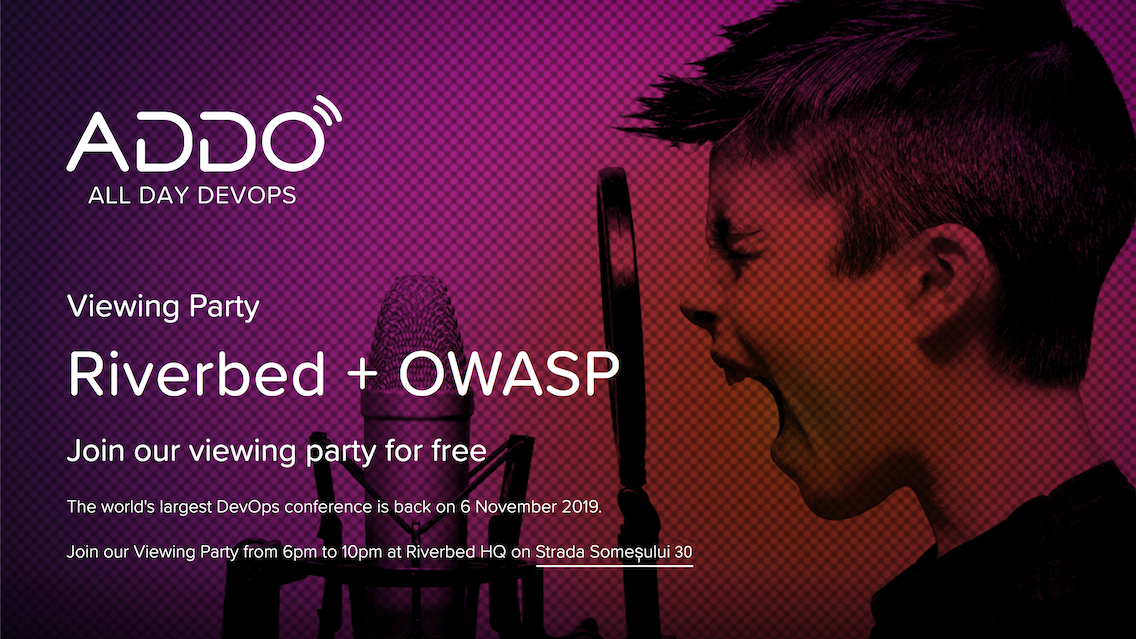 ADDO
ALL DAY DEVOPS
Viewing Party
Riverbed + OWASP
Join our viewing party for free
The world's largest DevOps conference is back on 6 November 2019.
Join our Viewing Party from 6pm to 10pm at Riverbed HQ on Strada Someșului 30